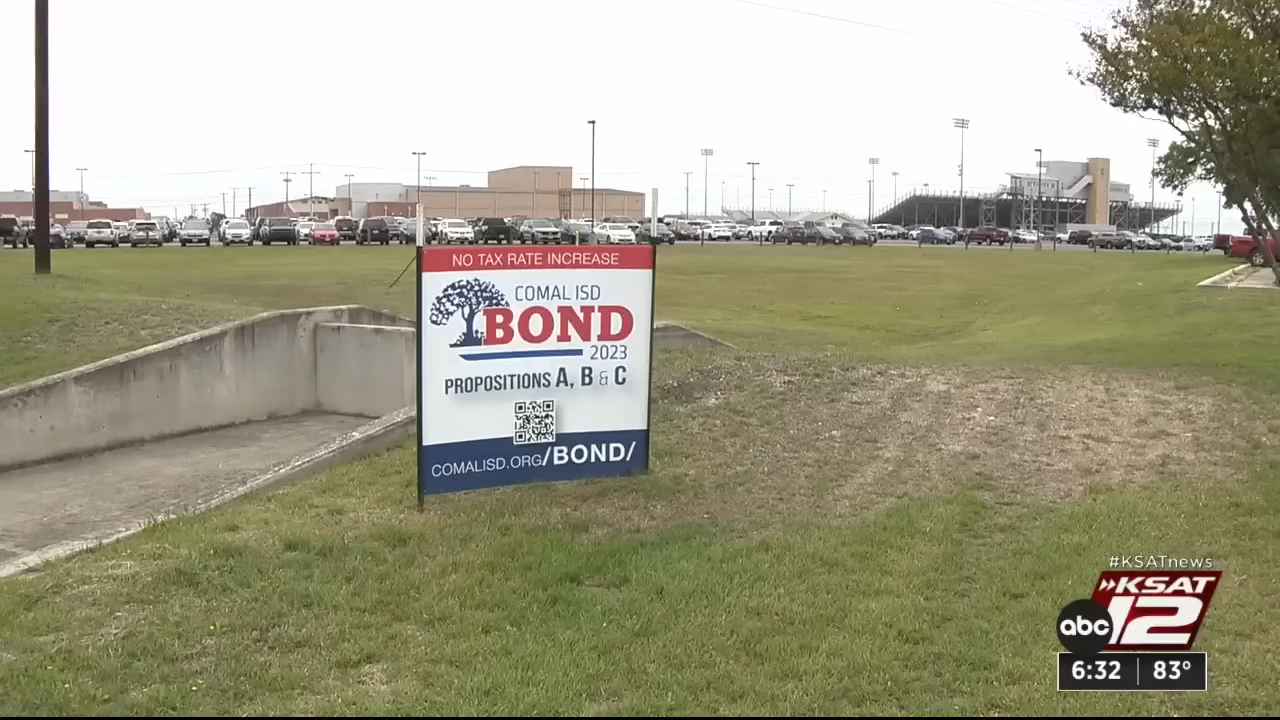 NO TAX RATE INCREASE
COMAL ISD
BOND
2023
PROPOSITIONS A, B & C
COMALISD.ORG/BOND/
#KSATnews
KSAT
abc 12
6:32 83°